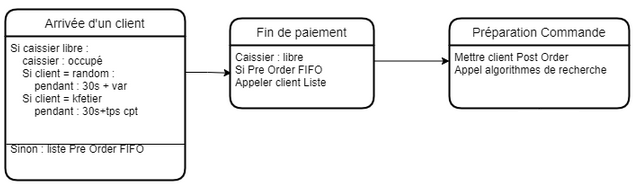 Arrivée d'un client
Si caissier libre :
caissier : occupé
Si client = random :
pendant : 30s + var
Si client = kfetier
pendant : 30s+tps cpt
Sinon : liste Pre Order FIFO
Fin de paiement
Caissier : libre
Si Pre Order FIFO
Appeler client Liste
Préparation Commande
Mettre client Post Order
Appel algorithmes de recherche